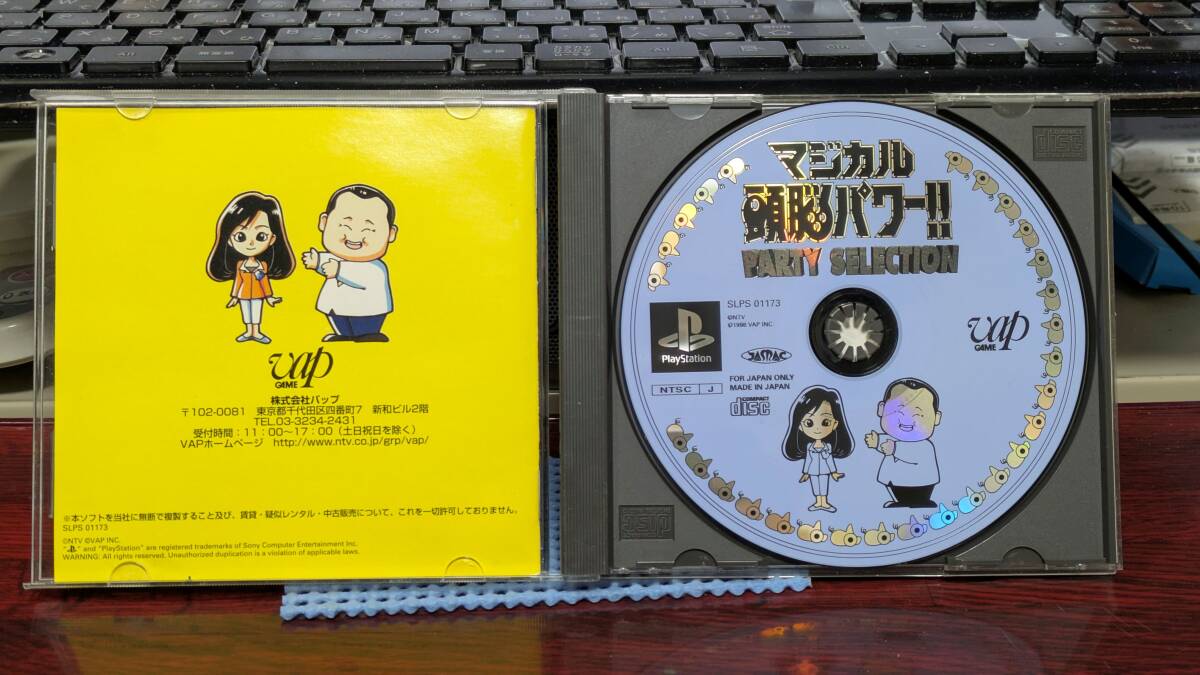 vap
GAME
株式会社バップ
〒102-0081 東京都千代田区四番町7 新和ビル2階
TEL.03-3234-2431
受付時間:11:00〜17:00(土日祝日を除く)
VAPホームページ http://www.ntv.co.jp/grp/vap/
※本ソフトを当社に無断で複製すること及び、賃貸・疑似レンタル・中古販売について、これを一切許可しておりません。
SLPS 01173
©NTV ©VAP INC.
" " and "PlayStation" are registered trademarks of Sony Computer Entertainment Inc.
WARNING: All rights reserved. Unauthorized duplication is a violation of applicable laws.
マジカル
頭脳パワー!!
PARTY SELECTION
SLPS 01173
©NTV
©1998 VAP INC.
PlayStation
JASRAC
vap
GAME
NTSC J
FOR JAPAN ONLY
MADE IN JAPAN
COMPACT
disc